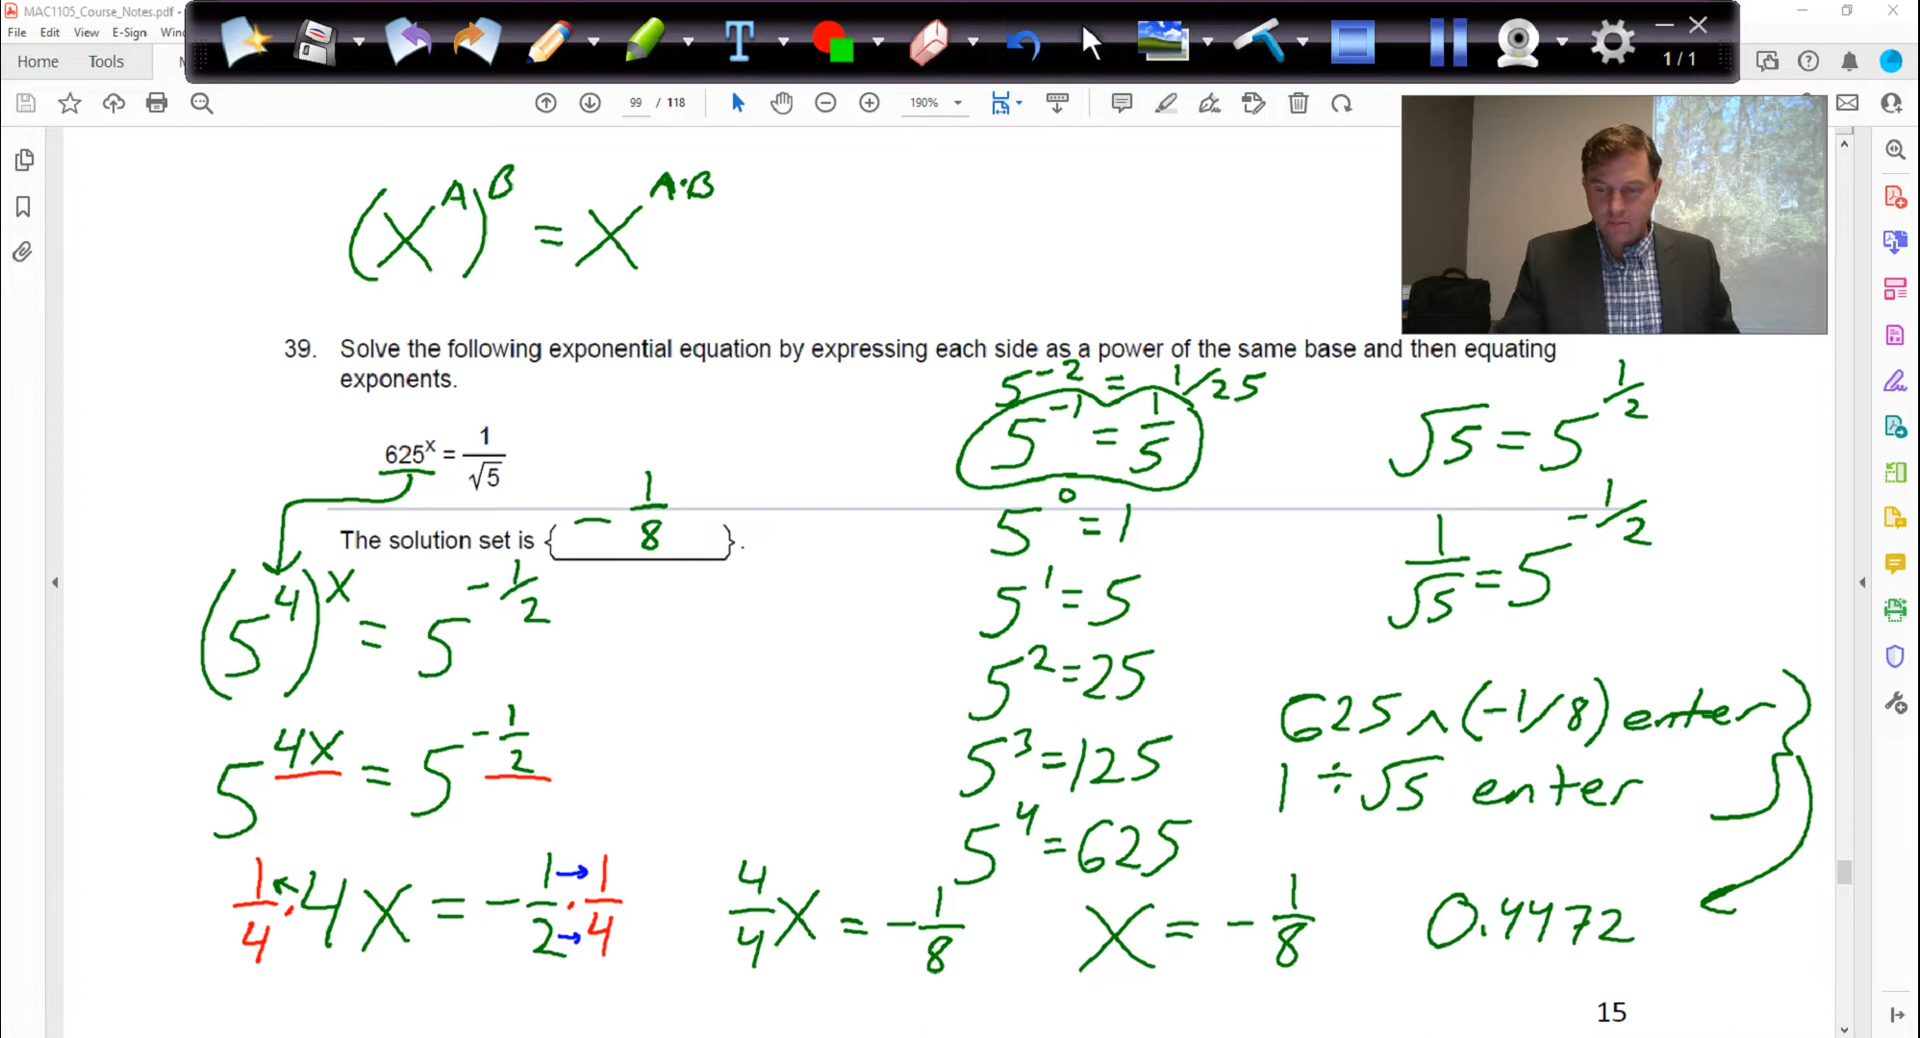 MAC1105_Course_Notes.pdf -
File Edit View E-Sign
Home Tools
1/1
99 / 118
190%
(X^A)^B = X^{A·B}
39. Solve the following exponential equation by expressing each side as a power of the same base and then equating
exponents.
625^x = 1/√5
The solution set is { -1/8 }.
(5^4)^x = 5^{-1/2}
5^{4x} = 5^{-1/2}
1/4 · 4X = -1/2 · 1/4
4/4 X = -1/8
X = -1/8
5^{-2} = 1/25
5^{-1} = 1/5
5^0 = 1
5^1 = 5
5^2 = 25
5^3 = 125
5^4 = 625
√5 = 5^{1/2}
1/√5 = 5^{-1/2}
625 ^ (-1/8) enter
1 ÷ √5 enter
0.4472
15